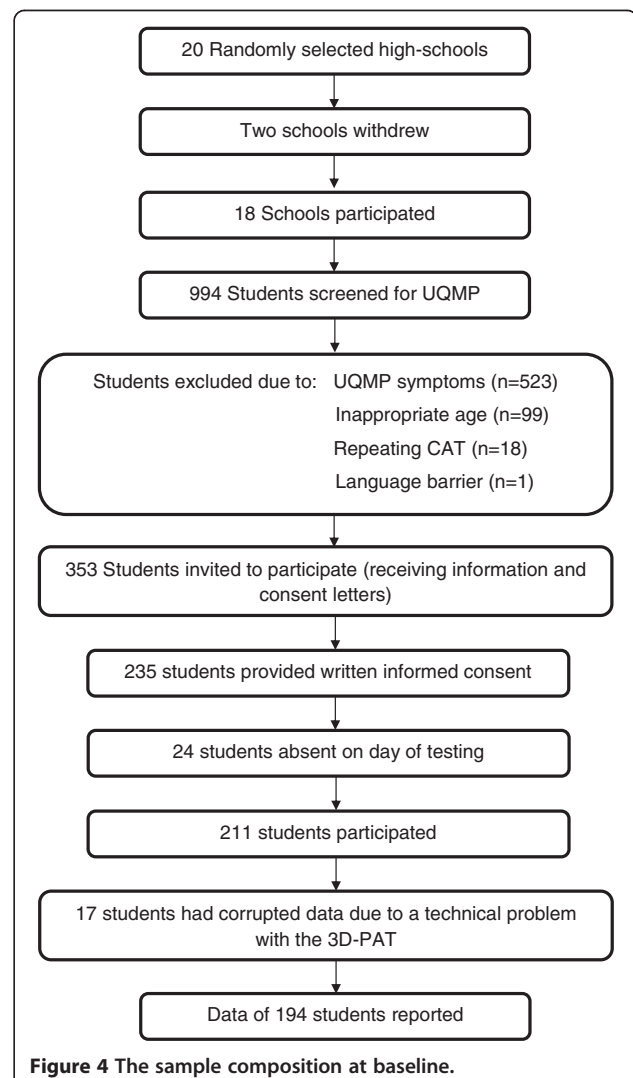 20 Randomly selected high-schools
Two schools withdrew
18 Schools participated
994 Students screened for UQMP
Students excluded due to: UQMP symptoms (n=523)
Inappropriate age (n=99)
Repeating CAT (n=18)
Language barrier (n=1)
353 Students invited to participate (receiving information and
consent letters)
235 students provided written informed consent
24 students absent on day of testing
211 students participated
17 students had corrupted data due to a technical problem
with the 3D-PAT
Data of 194 students reported
Figure 4 The sample composition at baseline.